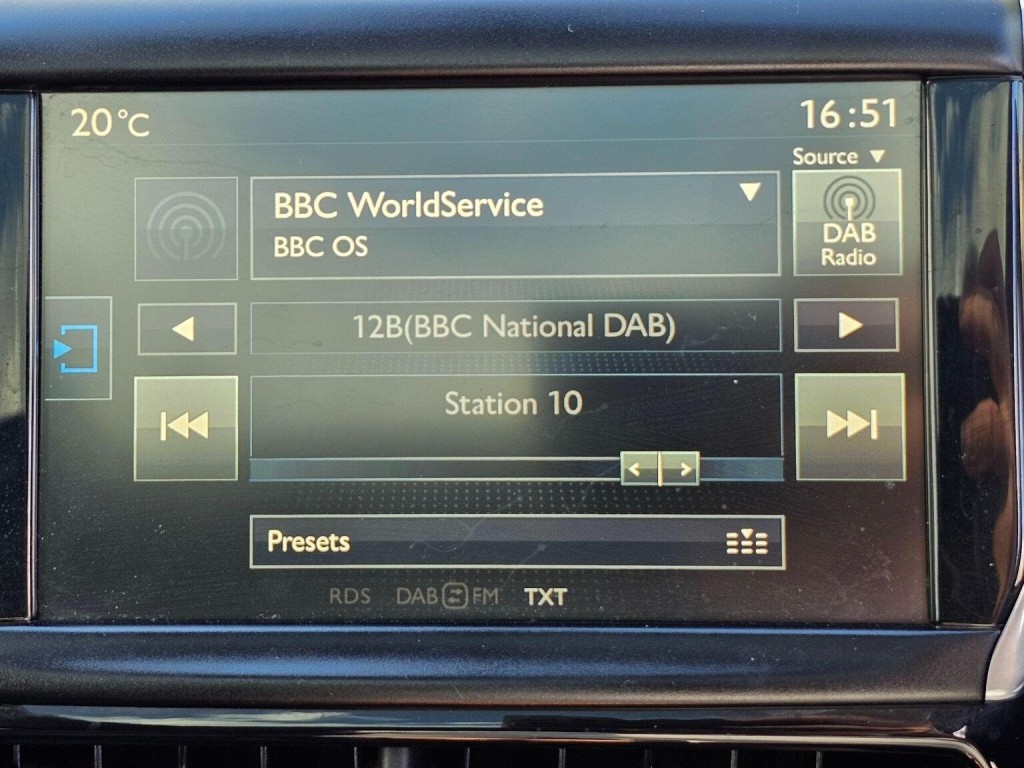 20°C
16:51
Source
BBC WorldService
BBC OS
DAB
Radio
12B(BBC National DAB)
Station 10
Presets
RDS DAB FM TXT